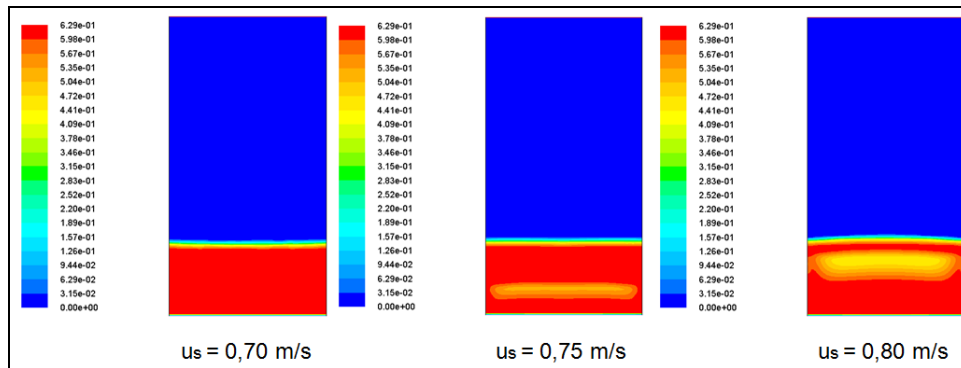 6.29e-01
5.98e-01
5.67e-01
5.35e-01
5.04e-01
4.72e-01
4.41e-01
4.09e-01
3.78e-01
3.46e-01
3.15e-01
2.83e-01
2.52e-01
2.20e-01
1.89e-01
1.57e-01
1.26e-01
9.44e-02
6.29e-02
3.15e-02
0.00e+00
6.29e-01
5.98e-01
5.67e-01
5.35e-01
5.04e-01
4.72e-01
4.41e-01
4.09e-01
3.78e-01
3.46e-01
3.15e-01
2.83e-01
2.52e-01
2.20e-01
1.89e-01
1.57e-01
1.26e-01
9.44e-02
6.29e-02
3.15e-02
0.00e+00
6.29e-01
5.98e-01
5.67e-01
5.35e-01
5.04e-01
4.72e-01
4.41e-01
4.09e-01
3.78e-01
3.46e-01
3.15e-01
2.83e-01
2.52e-01
2.20e-01
1.89e-01
1.57e-01
1.26e-01
9.44e-02
6.29e-02
3.15e-02
0.00e+00
us = 0,70 m/s
us = 0,75 m/s
us = 0,80 m/s